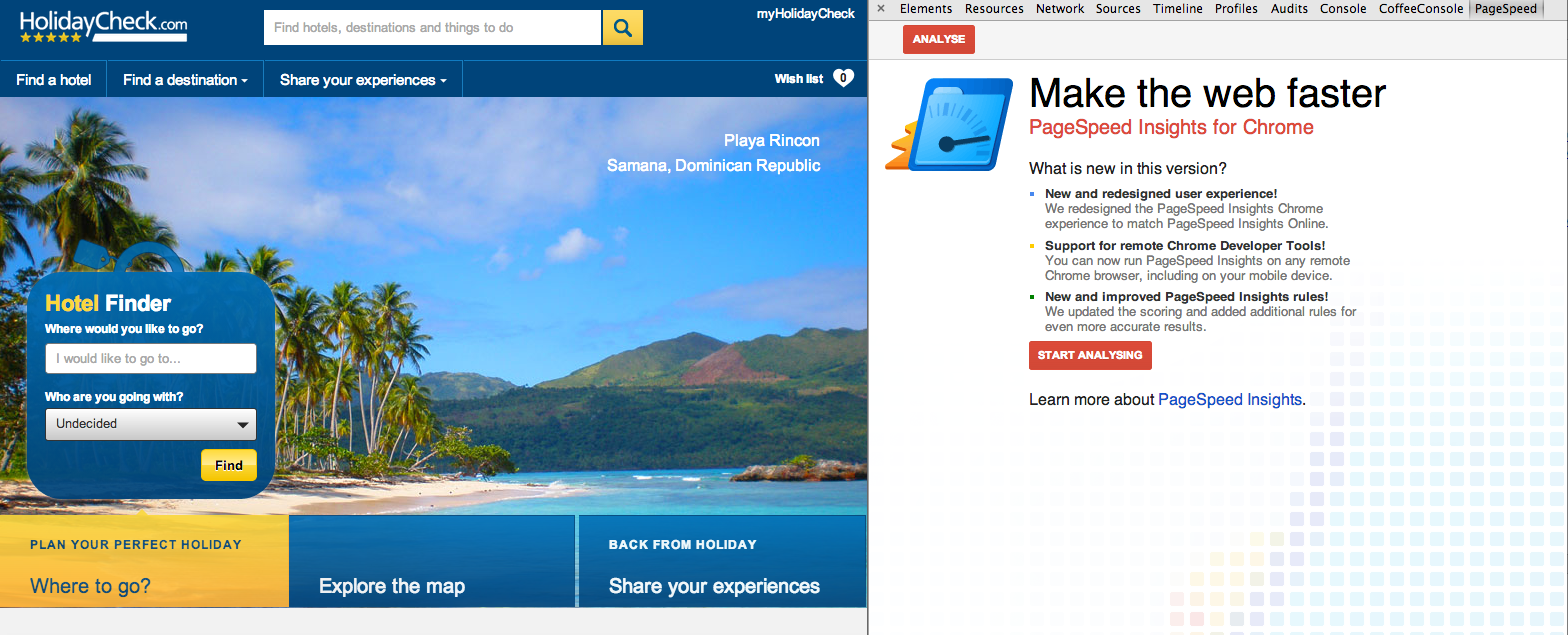 HolidayCheck.com
Find hotels, destinations and things to do
myHolidayCheck
Find a hotel
Find a destination
Share your experiences
Wish list
0
Playa Rincon
Samana, Dominican Republic
Hotel Finder
Where would you like to go?
I would like to go to...
Who are you going with?
Undecided
Find
PLAN YOUR PERFECT HOLIDAY
Where to go?
Explore the map
BACK FROM HOLIDAY
Share your experiences
× Elements Resources Network Sources Timeline Profiles Audits Console CoffeeConsole PageSpeed
ANALYSE
Make the web faster
PageSpeed Insights for Chrome
What is new in this version?
New and redesigned user experience!
We redesigned the PageSpeed Insights Chrome
experience to match PageSpeed Insights Online.
Support for remote Chrome Developer Tools!
You can now run PageSpeed Insights on any remote
Chrome browser, including on your mobile device.
New and improved PageSpeed Insights rules!
We updated the scoring and added additional rules for
even more accurate results.
START ANALYSING
Learn more about PageSpeed Insights.